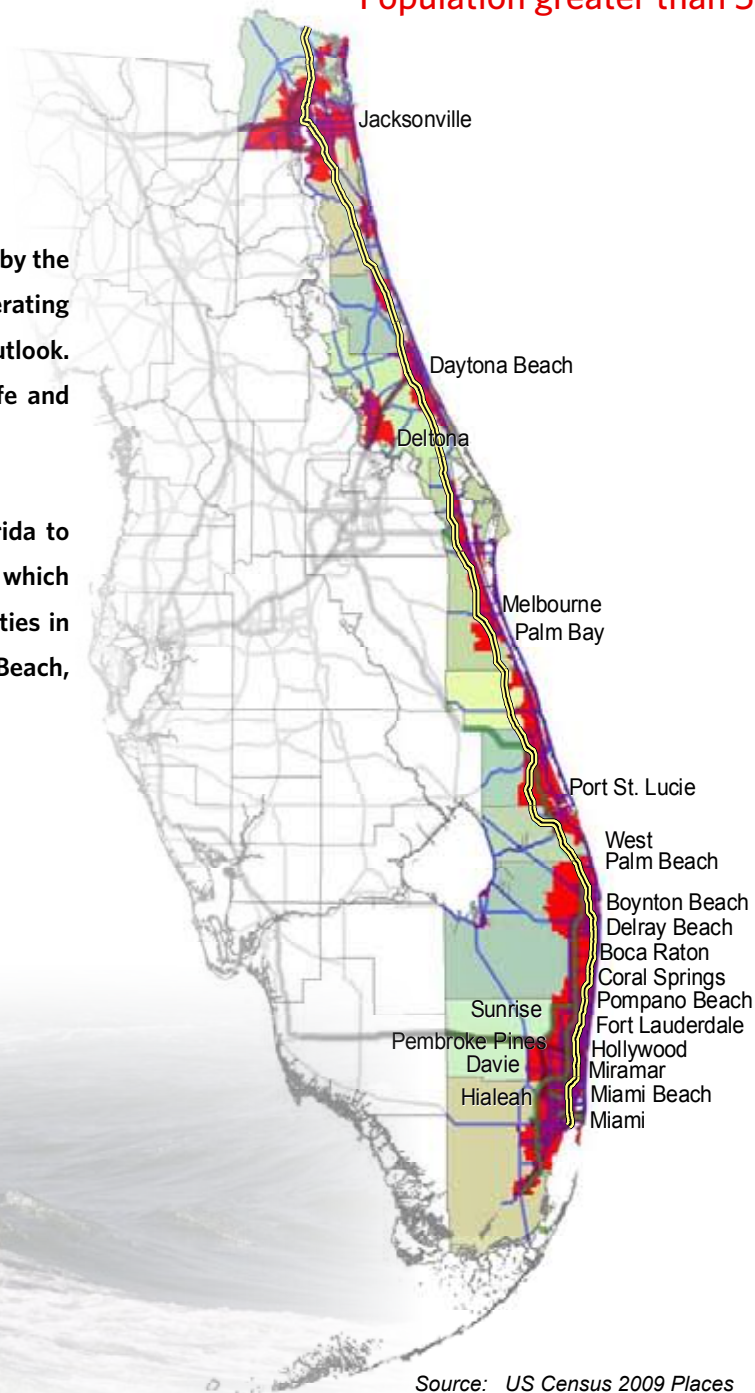 Population greater than 5
by the
erating
utlook.
fe and
rida to
which
ties in
Beach,
Jacksonville
Daytona Beach
Deltona
Melbourne
Palm Bay
Port St. Lucie
West
Palm Beach
Boynton Beach
Delray Beach
Boca Raton
Coral Springs
Pompano Beach
Sunrise
Fort Lauderdale
Pembroke Pines
Hollywood
Davie
Miramar
Hialeah
Miami Beach
Miami
Source: US Census 2009 Places